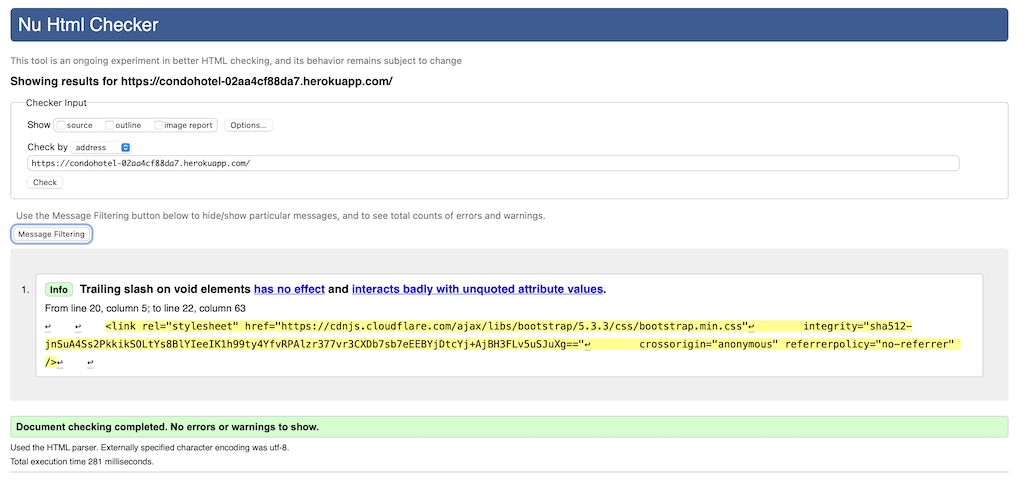 Nu Html Checker
This tool is an ongoing experiment in better HTML checking, and its behavior remains subject to change
Showing results for https://condohotel-02aa4cf88da7.herokuapp.com/
Checker Input
Show source outline image report Options...
Check by address
https://condohotel-02aa4cf88da7.herokuapp.com/
Check
Use the Message Filtering button below to hide/show particular messages, and to see total counts of errors and warnings.
Message Filtering
1. Info Trailing slash on void elements has no effect and interacts badly with unquoted attribute values.
From line 20, column 5; to line 22, column 63
↩ ↩ <link rel="stylesheet" href="https://cdnjs.cloudflare.com/ajax/libs/bootstrap/5.3.3/css/bootstrap.min.css"↩ integrity="sha512-
jnSuA4Ss2PkkikSOLtYs8BlYIeeIK1h99ty4YfvRPAlzr377vr3CXDb7sb7eEEBYjDtcYj+AjBH3FLv5uSJuXg=="↩ crossorigin="anonymous" referrerpolicy="no-referrer"
/>↩ ↩
Document checking completed. No errors or warnings to show.
Used the HTML parser. Externally specified character encoding was utf-8.
Total execution time 281 milliseconds.